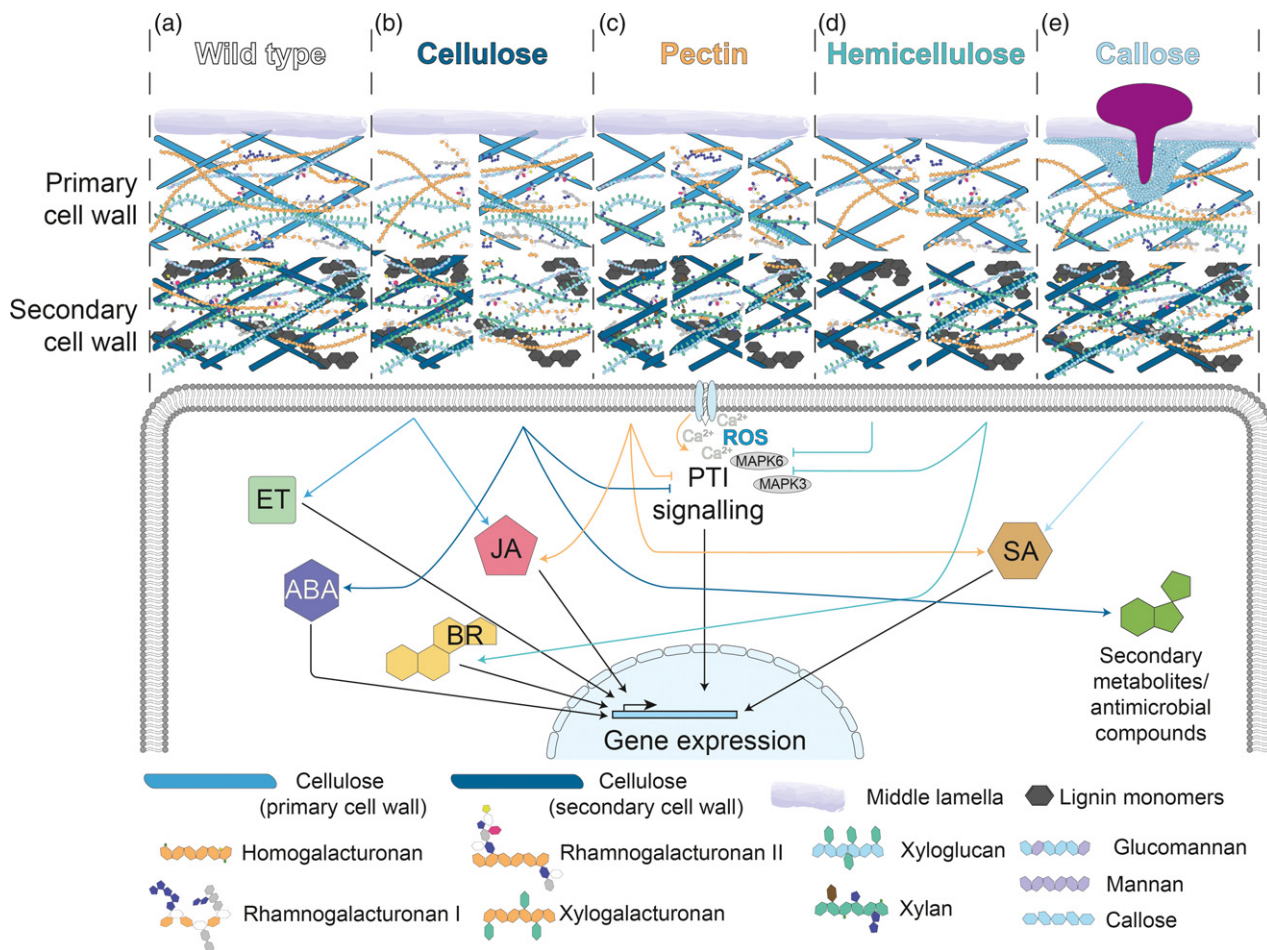 (a)
Wild type
(b)
Cellulose
(c)
Pectin
(d)
Hemicellulose
(e)
Callose
Primary
cell wall
Secondary
cell wall
Ca2+
Ca2+
ROS
Ca2+
MAPK6
MAPK3
PTI
signalling
ET
JA
SA
ABA
BR
Secondary
metabolites/
antimicrobial
compounds
Gene expression
Cellulose
(primary cell wall)
Cellulose
(secondary cell wall)
Middle lamella
Lignin monomers
Homogalacturonan
Rhamnogalacturonan II
Xyloglucan
Glucomannan
Mannan
Rhamnogalacturonan I
Xylogalacturonan
Xylan
Callose